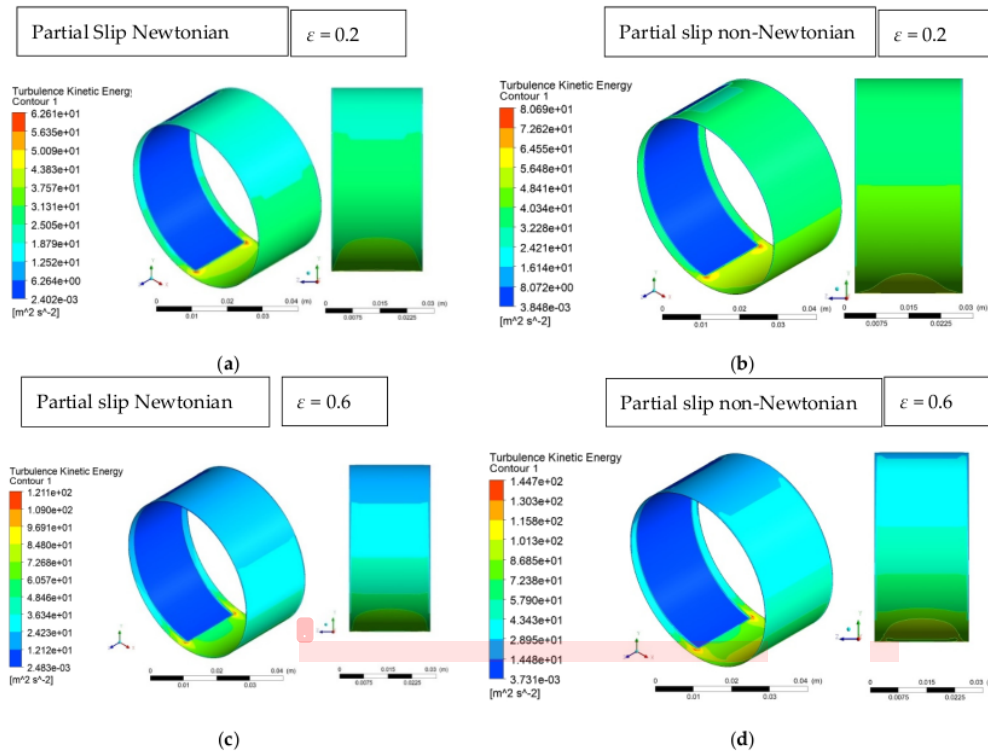 Partial Slip Newtonian
ε = 0.2
Turbulence Kinetic Energy
Contour 1
6.261e+01
5.635e+01
5.009e+01
4.383e+01
3.757e+01
3.131e+01
2.505e+01
1.879e+01
1.252e+01
6.264e+00
2.402e-03
[m^2 s^-2]
0 0.02 0.04 (m)
0.01 0.03
0 0.015 0.03 (m)
0.0075 0.0225
(a)
Partial slip non-Newtonian
ε = 0.2
Turbulence Kinetic Energy
Contour 1
8.069e+01
7.262e+01
6.455e+01
5.648e+01
4.841e+01
4.034e+01
3.228e+01
2.421e+01
1.614e+01
8.072e+00
3.848e-03
[m^2 s^-2]
0 0.02 0.04 (m)
0.01 0.03
0 0.015 0.03 (m)
0.0075 0.0225
(b)
Partial slip Newtonian
ε = 0.6
Turbulence Kinetic Energy
Contour 1
1.211e+02
1.090e+02
9.691e+01
8.480e+01
7.268e+01
6.057e+01
4.846e+01
3.634e+01
2.423e+01
1.212e+01
2.483e-03
[m^2 s^-2]
0 0.02 0.04 (m)
0.01 0.03
0 0.015 0.03 (m)
0.0075 0.0225
(c)
Partial slip non-Newtonian
ε = 0.6
Turbulence Kinetic Energy
Contour 1
1.447e+02
1.303e+02
1.158e+02
1.013e+02
8.685e+01
7.238e+01
5.790e+01
4.343e+01
2.895e+01
1.448e+01
3.731e-03
[m^2 s^-2]
0 0.02 0.04 (m)
0.01 0.03
0 0.015 0.03 (m)
0.0075 0.0225
(d)